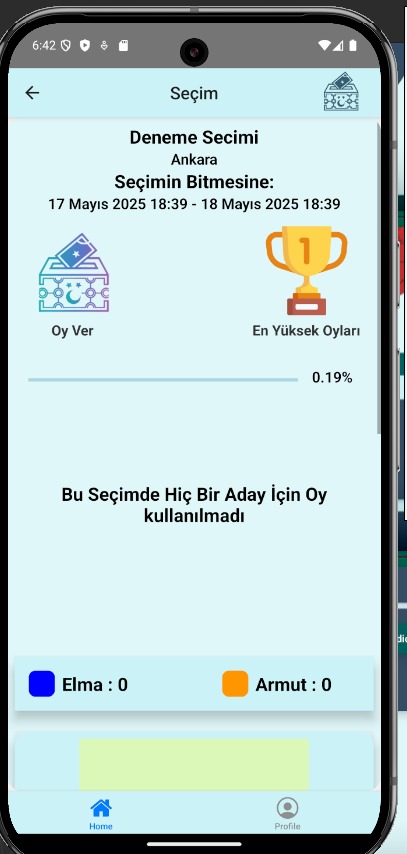 6:42
Seçim
Deneme Secimi
Ankara
Seçimin Bitmesine:
17 Mayıs 2025 18:39 - 18 Mayıs 2025 18:39
1
Oy Ver
En Yüksek Oyları
0.19%
Bu Seçimde Hiç Bir Aday İçin Oy
kullanılmadı
Elma : 0
Armut : 0
Home
Profile